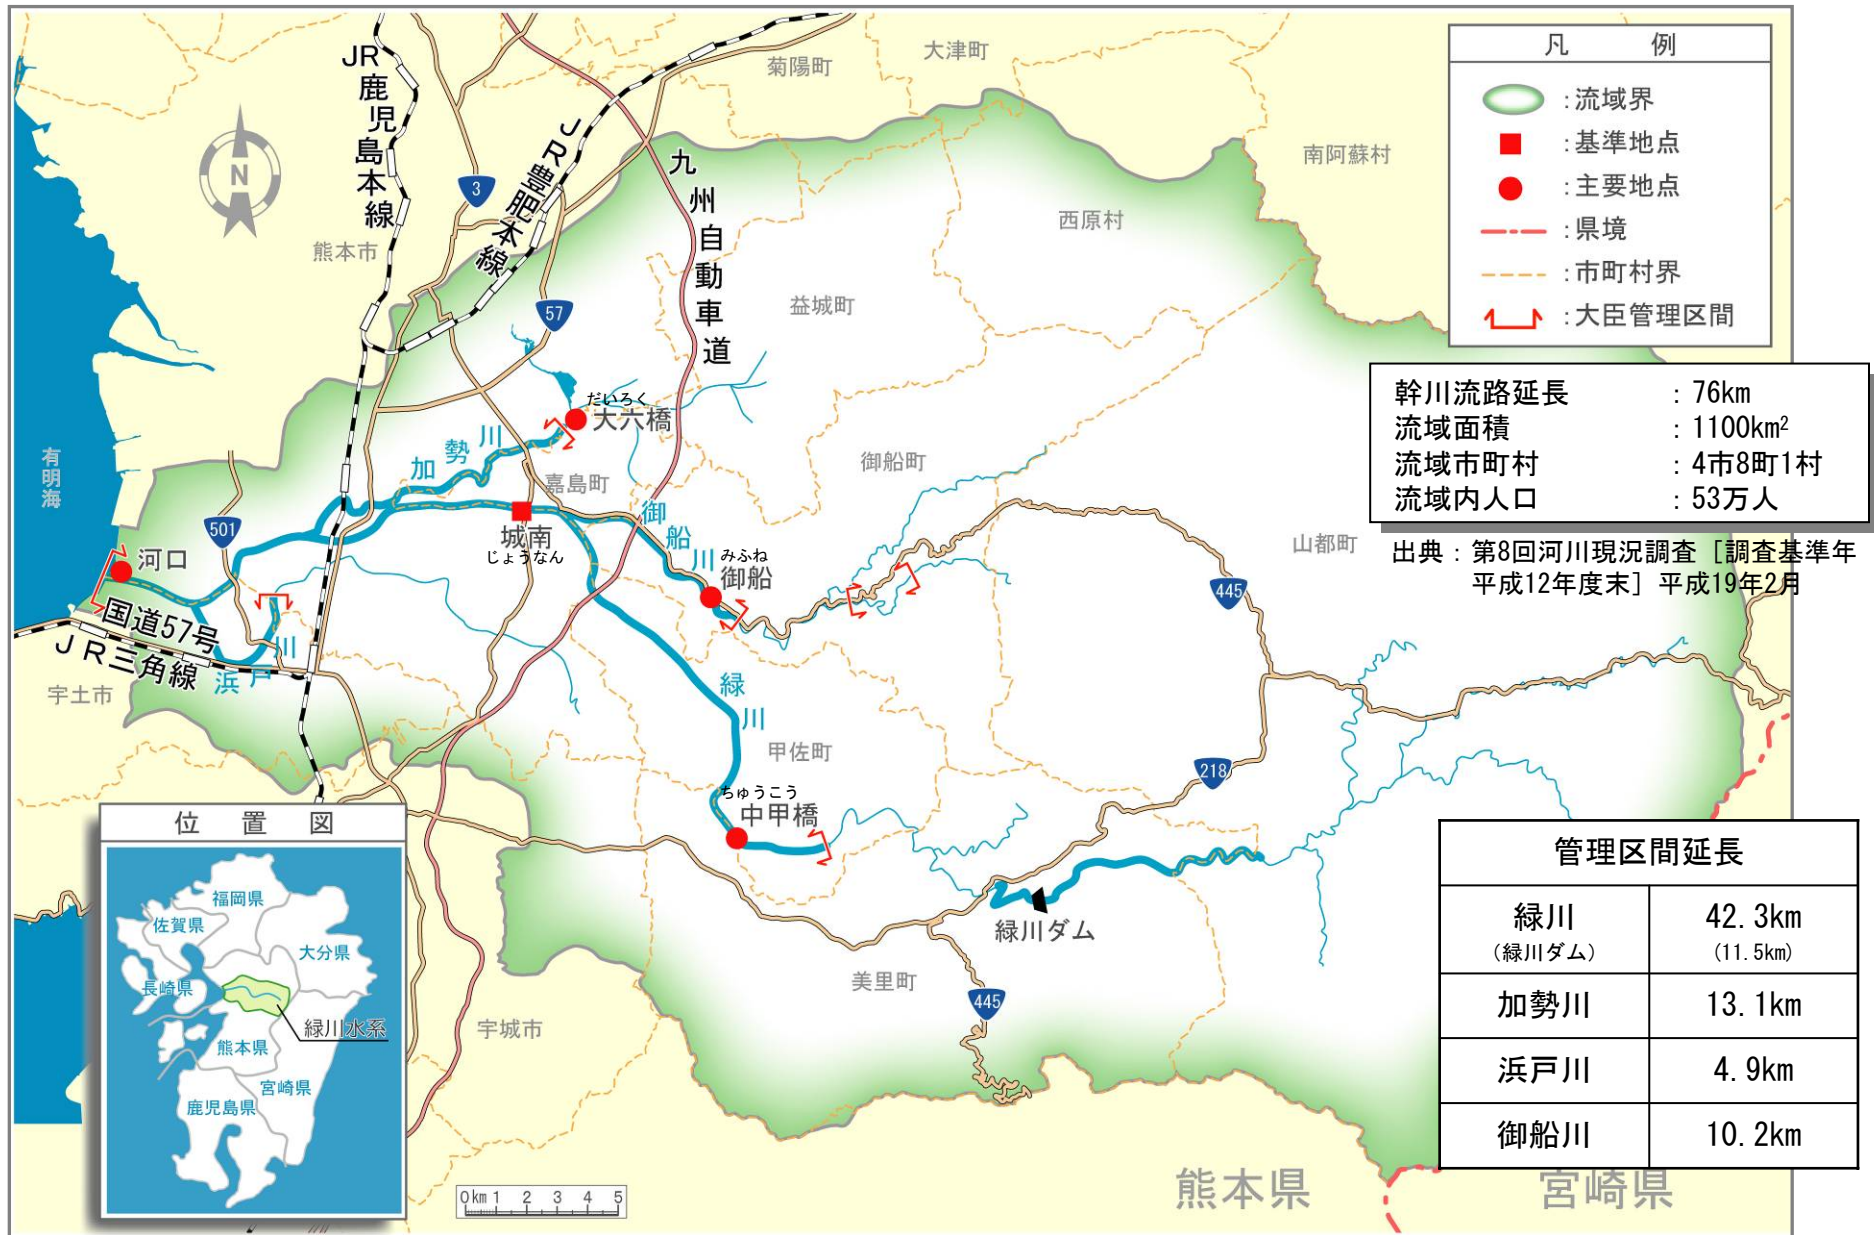 JR鹿児島本線
JR豊肥本線
九州自動車道
菊陽町
大津町
南阿蘇村
西原村
熊本市
益城町
N
3
57
凡 例
：流域界
：基準地点
：主要地点
：県境
：市町村界
：大臣管理区間
幹川流路延長 ：76km
流域面積 ：1100km²
流域市町村 ：4市8町1村
流域内人口 ：53万人
出典：第8回河川現況調査［調査基準年
平成12年度末］平成19年2月
有明海
だいろく
大六橋
加勢川
嘉島町
御船町
山都町
501
城南
じょうなん
御船川
みふね
御船
445
河口
国道57号
JR三角線
浜戸川
宇土市
緑川
甲佐町
218
ちゅうこう
中甲橋
緑川ダム
美里町
445
宇城市
位 置 図
福岡県
佐賀県
大分県
長崎県
緑川水系
熊本県
宮崎県
鹿児島県
0km 1 2 3 4 5
管理区間延長
緑川 42.3km
(緑川ダム) (11.5km)
加勢川 13.1km
浜戸川 4.9km
御船川 10.2km
熊本県
宮崎県